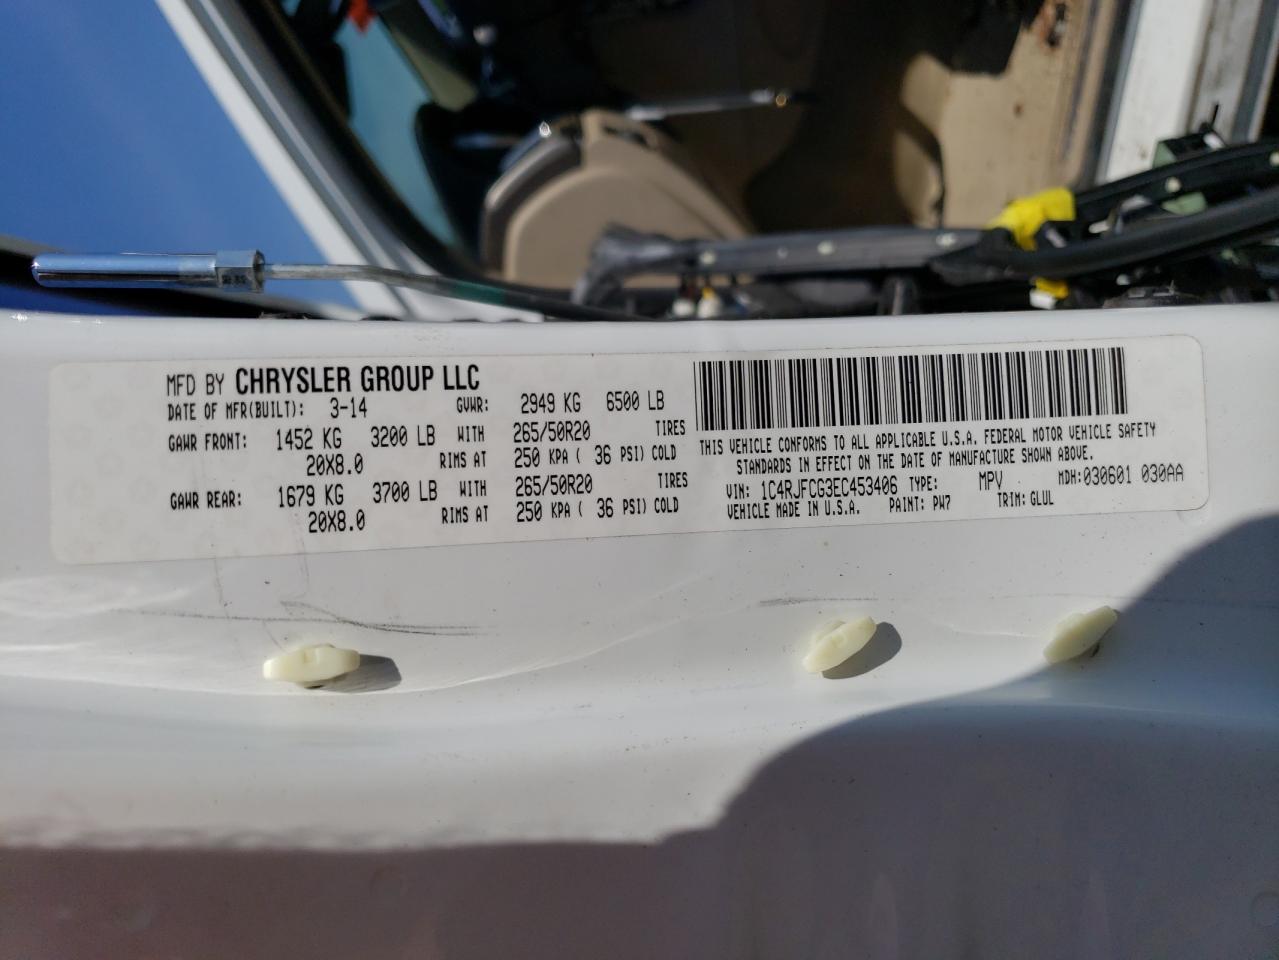 MFD BY CHRYSLER GROUP LLC
DATE OF MFR(BUILT): 3-14 GVWR: 2949 KG 6500 LB
GAWR FRONT: 1452 KG 3200 LB WITH 265/50R20 TIRES
20X8.0 RIMS AT 250 KPA ( 36 PSI) COLD
GAWR REAR: 1679 KG 3700 LB WITH 265/50R20 TIRES
20X8.0 RIMS AT 250 KPA ( 36 PSI) COLD
THIS VEHICLE CONFORMS TO ALL APPLICABLE U.S.A. FEDERAL MOTOR VEHICLE SAFETY
STANDARDS IN EFFECT ON THE DATE OF MANUFACTURE SHOWN ABOVE.
VIN: 1C4RJFCG3EC453406 TYPE: MPV MDH:030601 030AA
VEHICLE MADE IN U.S.A. PAINT: PW7 TRIM: GLUL